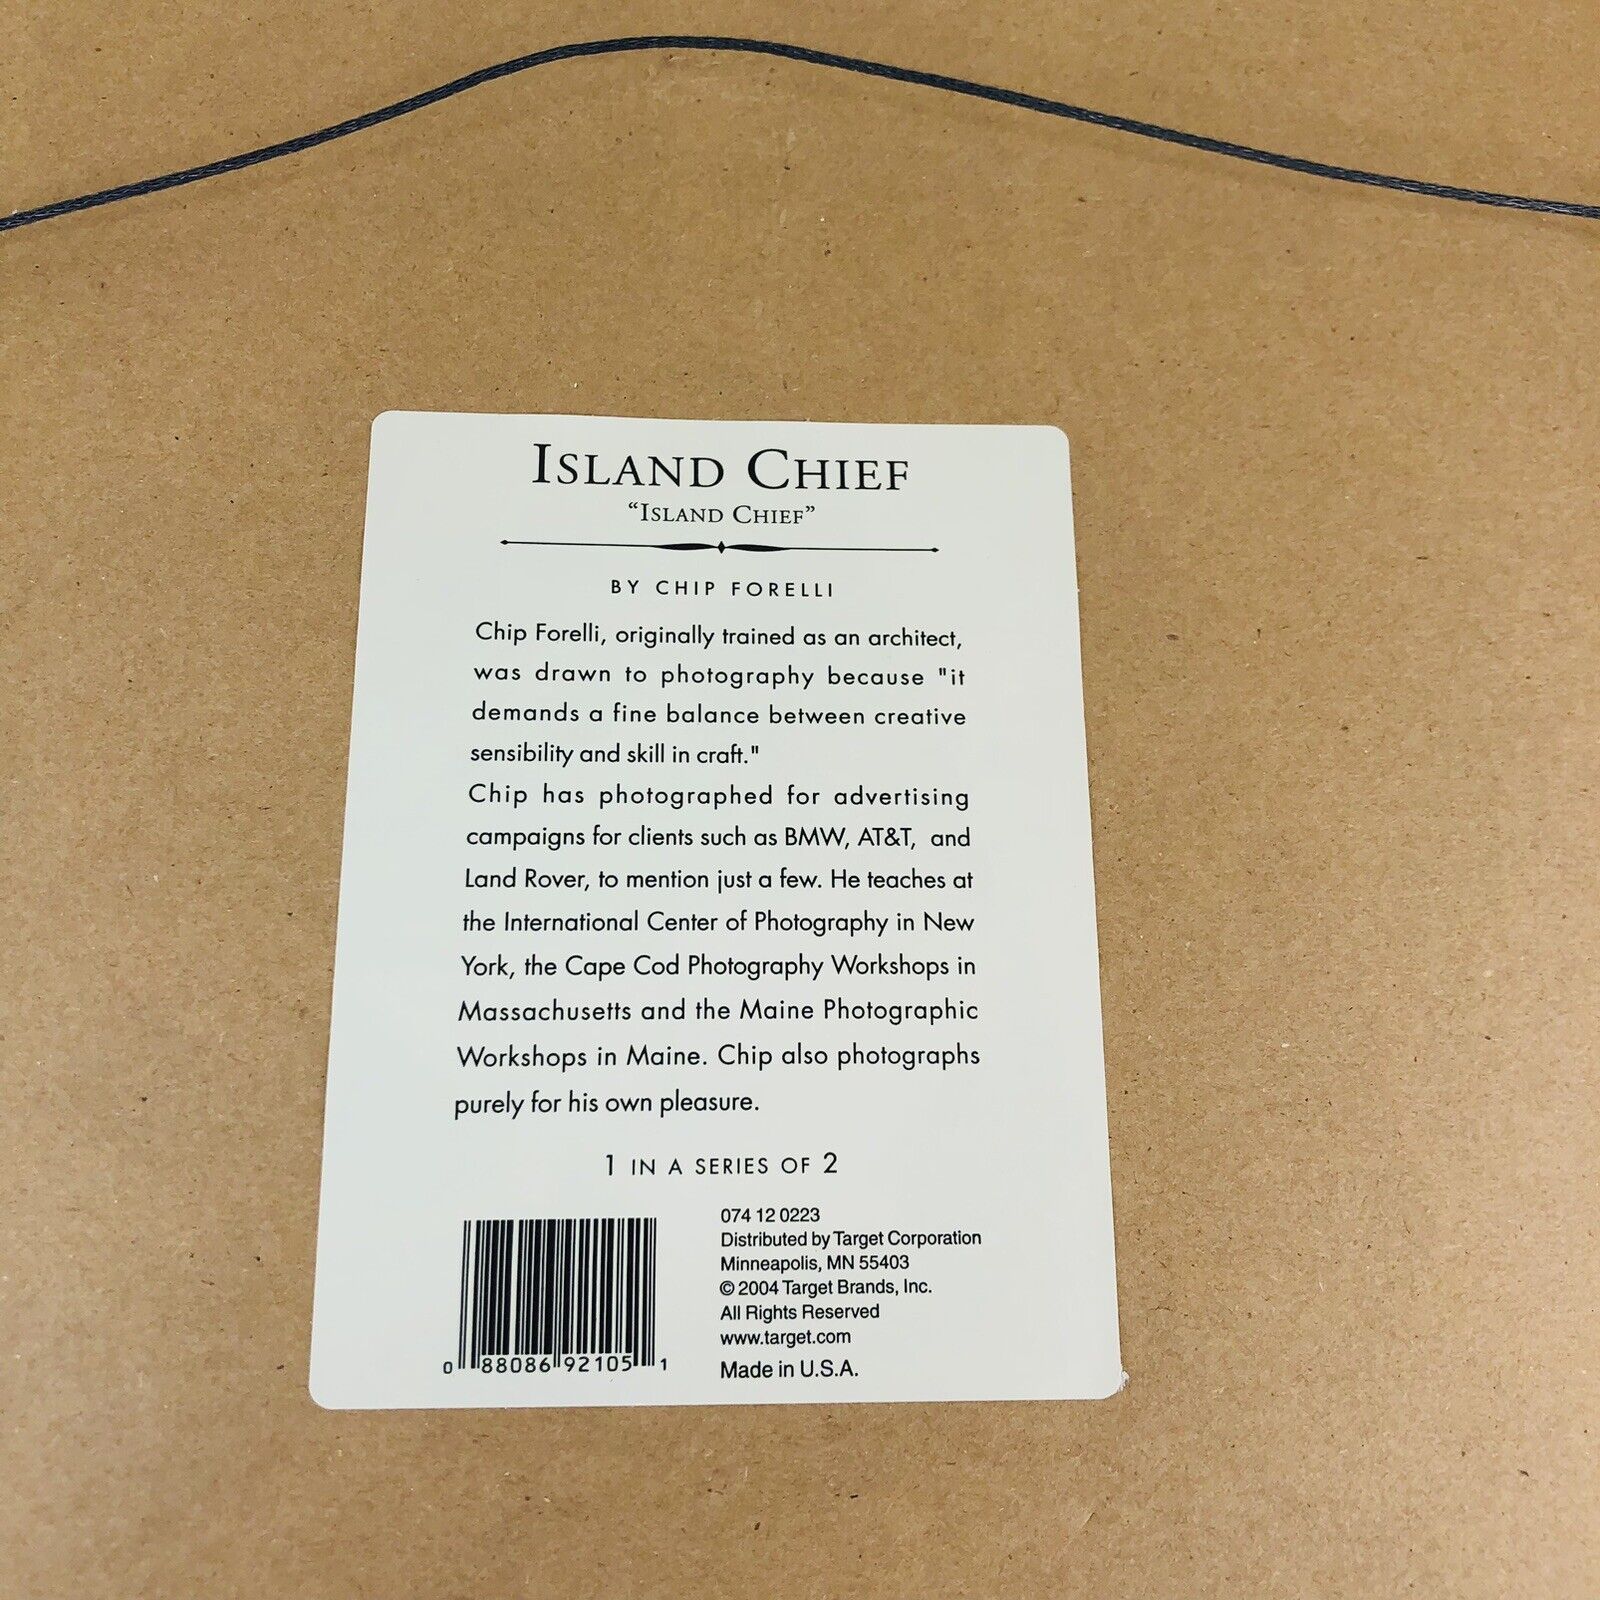 ISLAND CHIEF
“ISLAND CHIEF”
BY CHIP FORELLI
Chip Forelli, originally trained as an architect,
was drawn to photography because "it
demands a fine balance between creative
sensibility and skill in craft."
Chip has photographed for advertising
campaigns for clients such as BMW, AT&T, and
Land Rover, to mention just a few. He teaches at
the International Center of Photography in New
York, the Cape Cod Photography Workshops in
Massachusetts and the Maine Photographic
Workshops in Maine. Chip also photographs
purely for his own pleasure.
1 IN A SERIES OF 2
0 88086 92105 1
074 12 0223
Distributed by Target Corporation
Minneapolis, MN 55403
© 2004 Target Brands, Inc.
All Rights Reserved
www.target.com
Made in U.S.A.